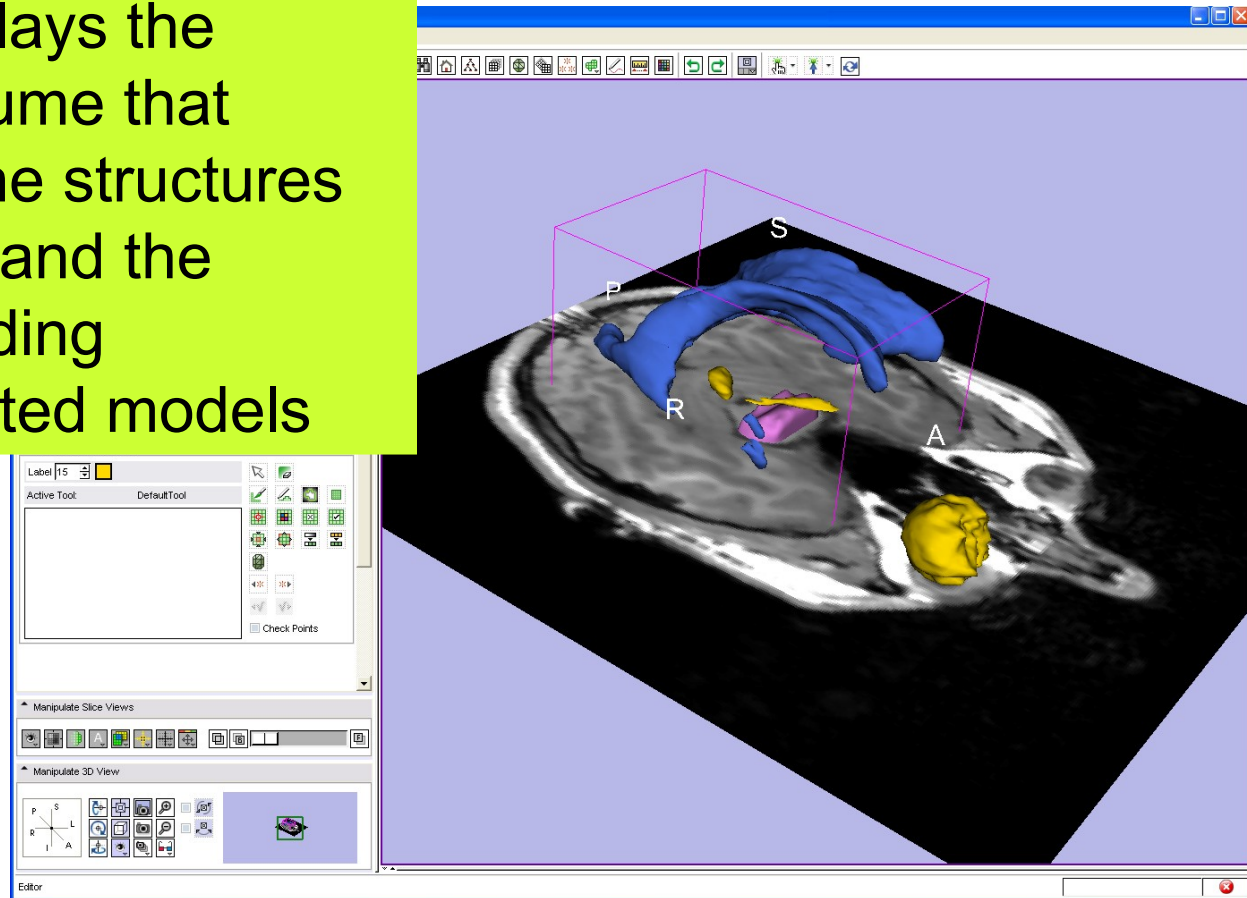 lays the
ume that
ne structures
and the
ding
ted models
S
P
R
A
Label 15
Active Tool: DefaultTool
Check Points
Manipulate Slice Views
Manipulate 3D View
P S
R L
I A
Editor